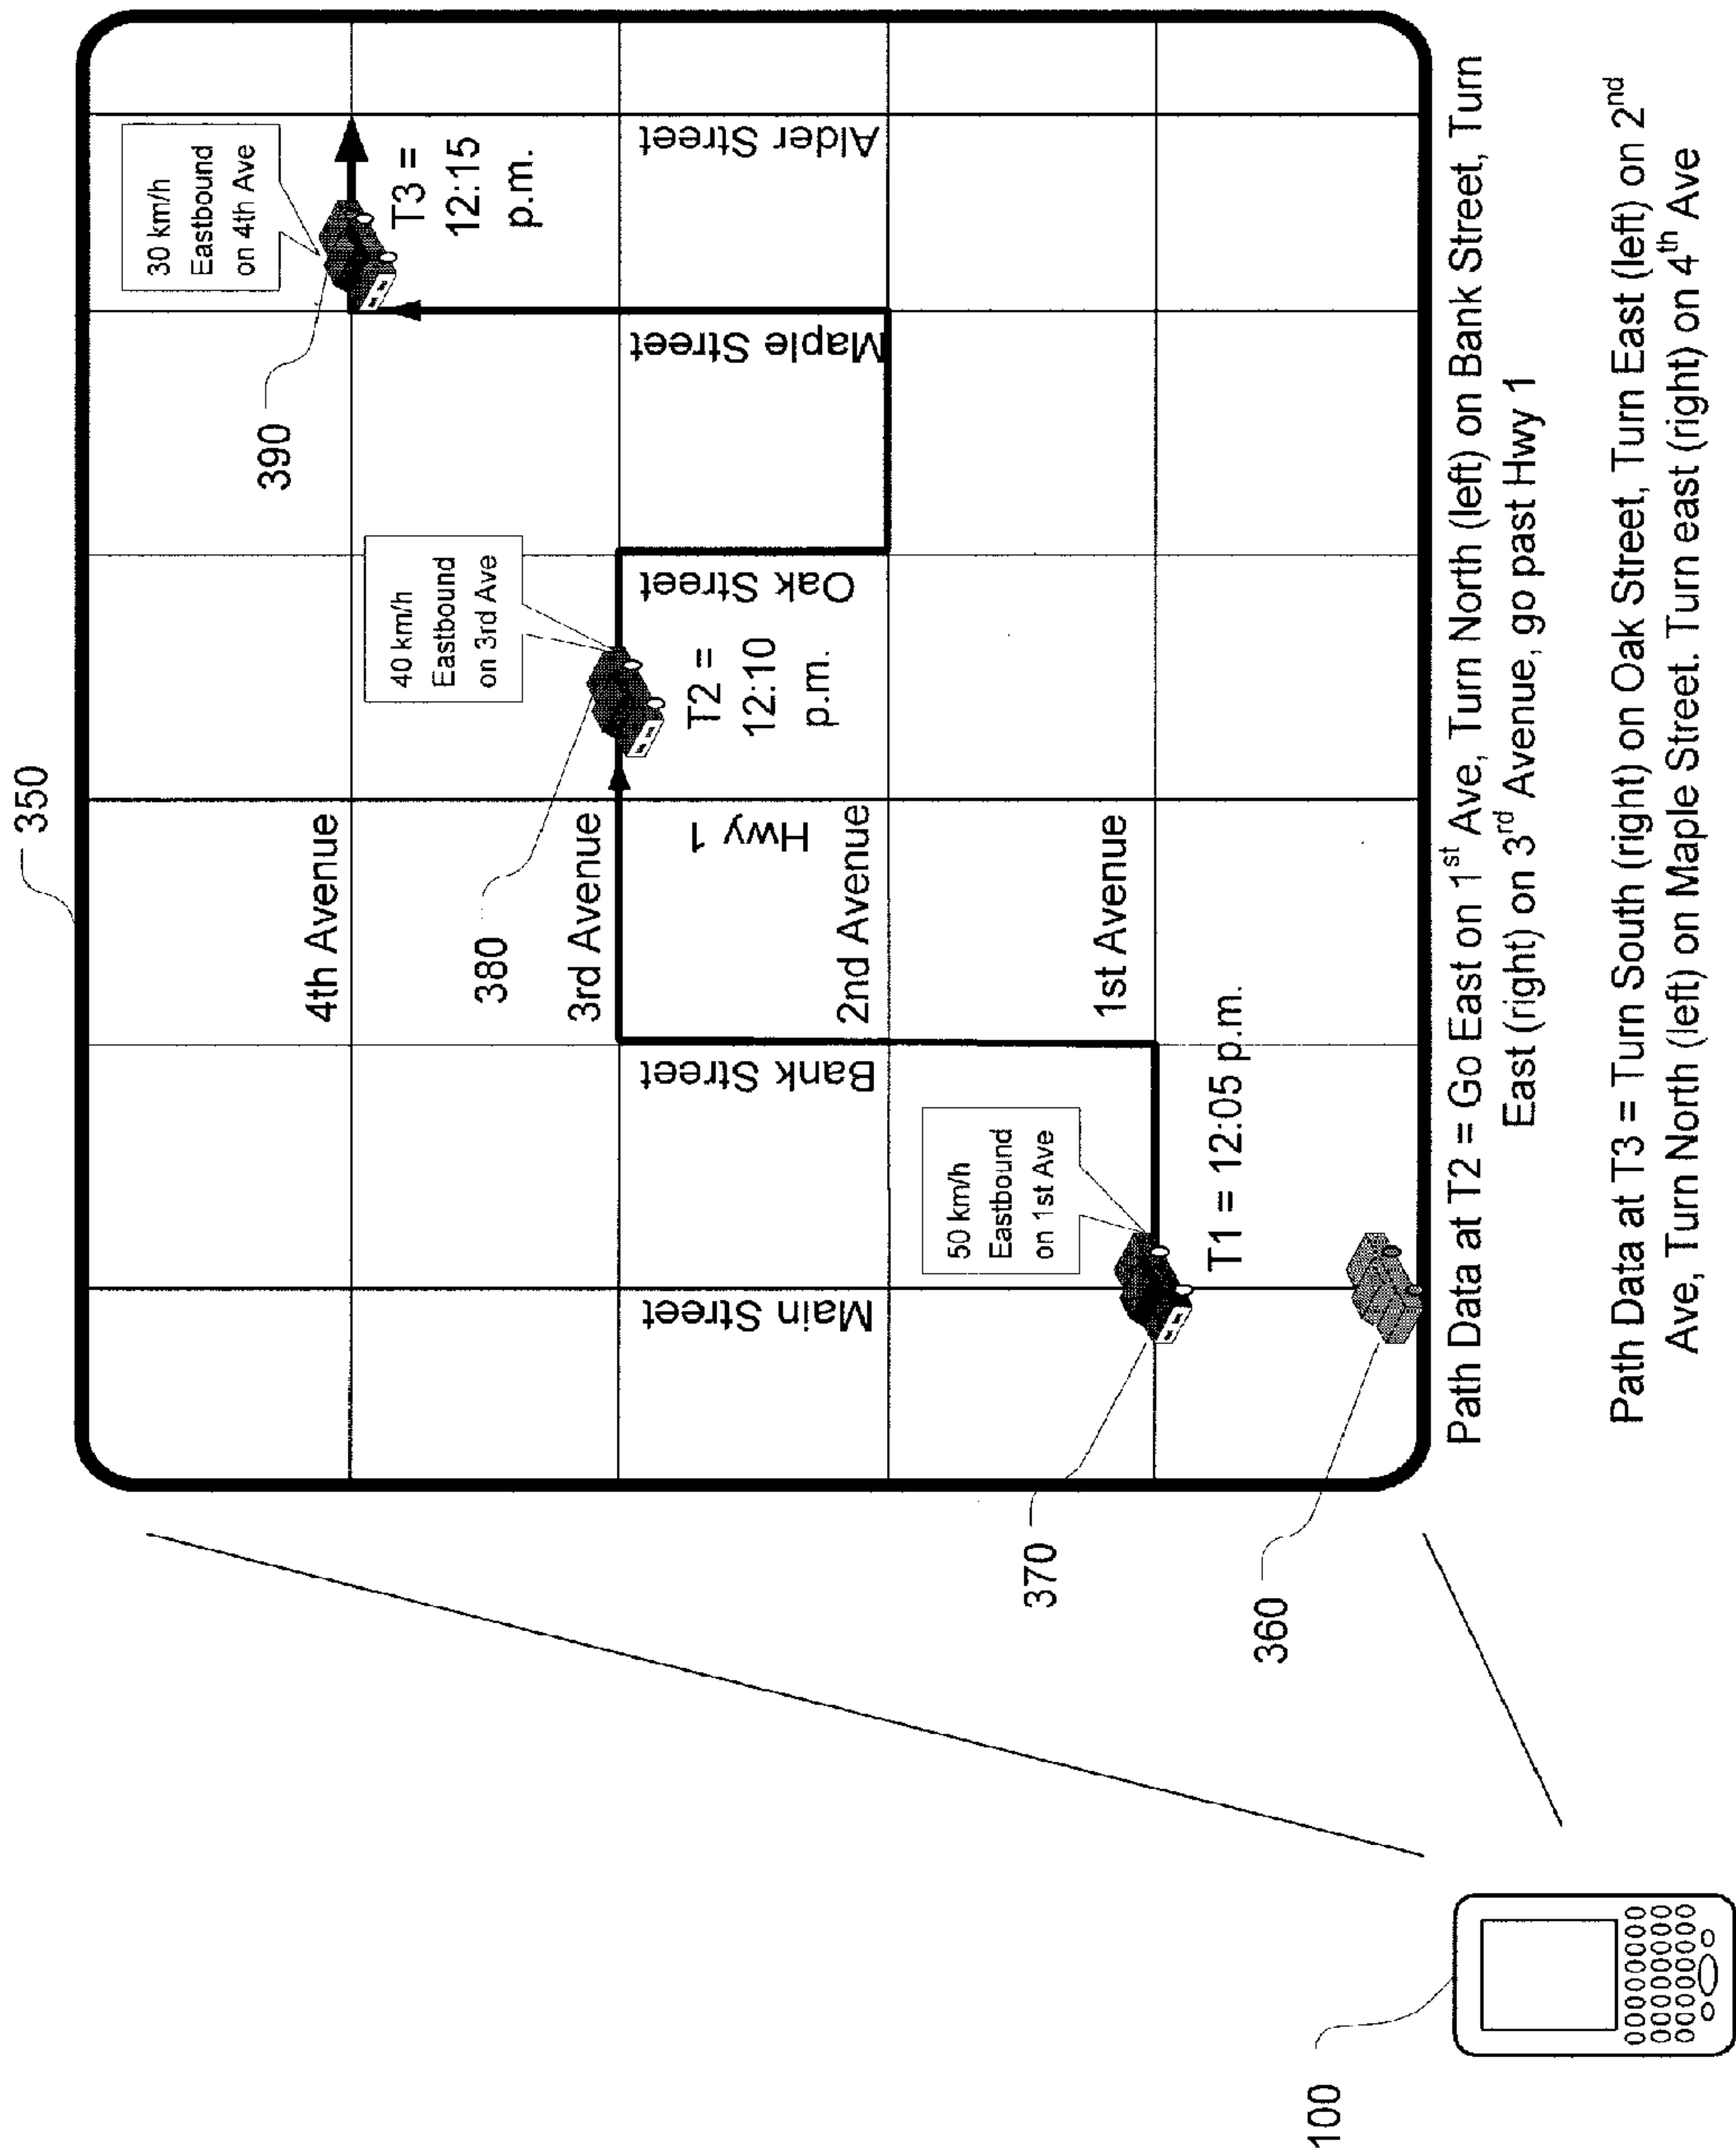 350
4th Avenue
390
30 km/h
Eastbound
on 4th Ave
T3 =
12:15
p.m.
380
40 km/h
Eastbound
on 3rd Ave
3rd Avenue
T2 =
12:10
p.m.
Main Street
Bank Street
Hwy 1
Oak Street
Maple Street
Alder Street
2nd Avenue
50 km/h
Eastbound
on 1st Ave
1st Avenue
370
T1 = 12:05 p.m.
360
100
Path Data at T2 = Go East on 1st Ave, Turn North (left) on Bank Street, Turn
East (right) on 3rd Avenue, go past Hwy 1
Path Data at T3 = Turn South (right) on Oak Street, Turn East (left) on 2nd
Ave, Turn North (left) on Maple Street. Turn east (right) on 4th Ave